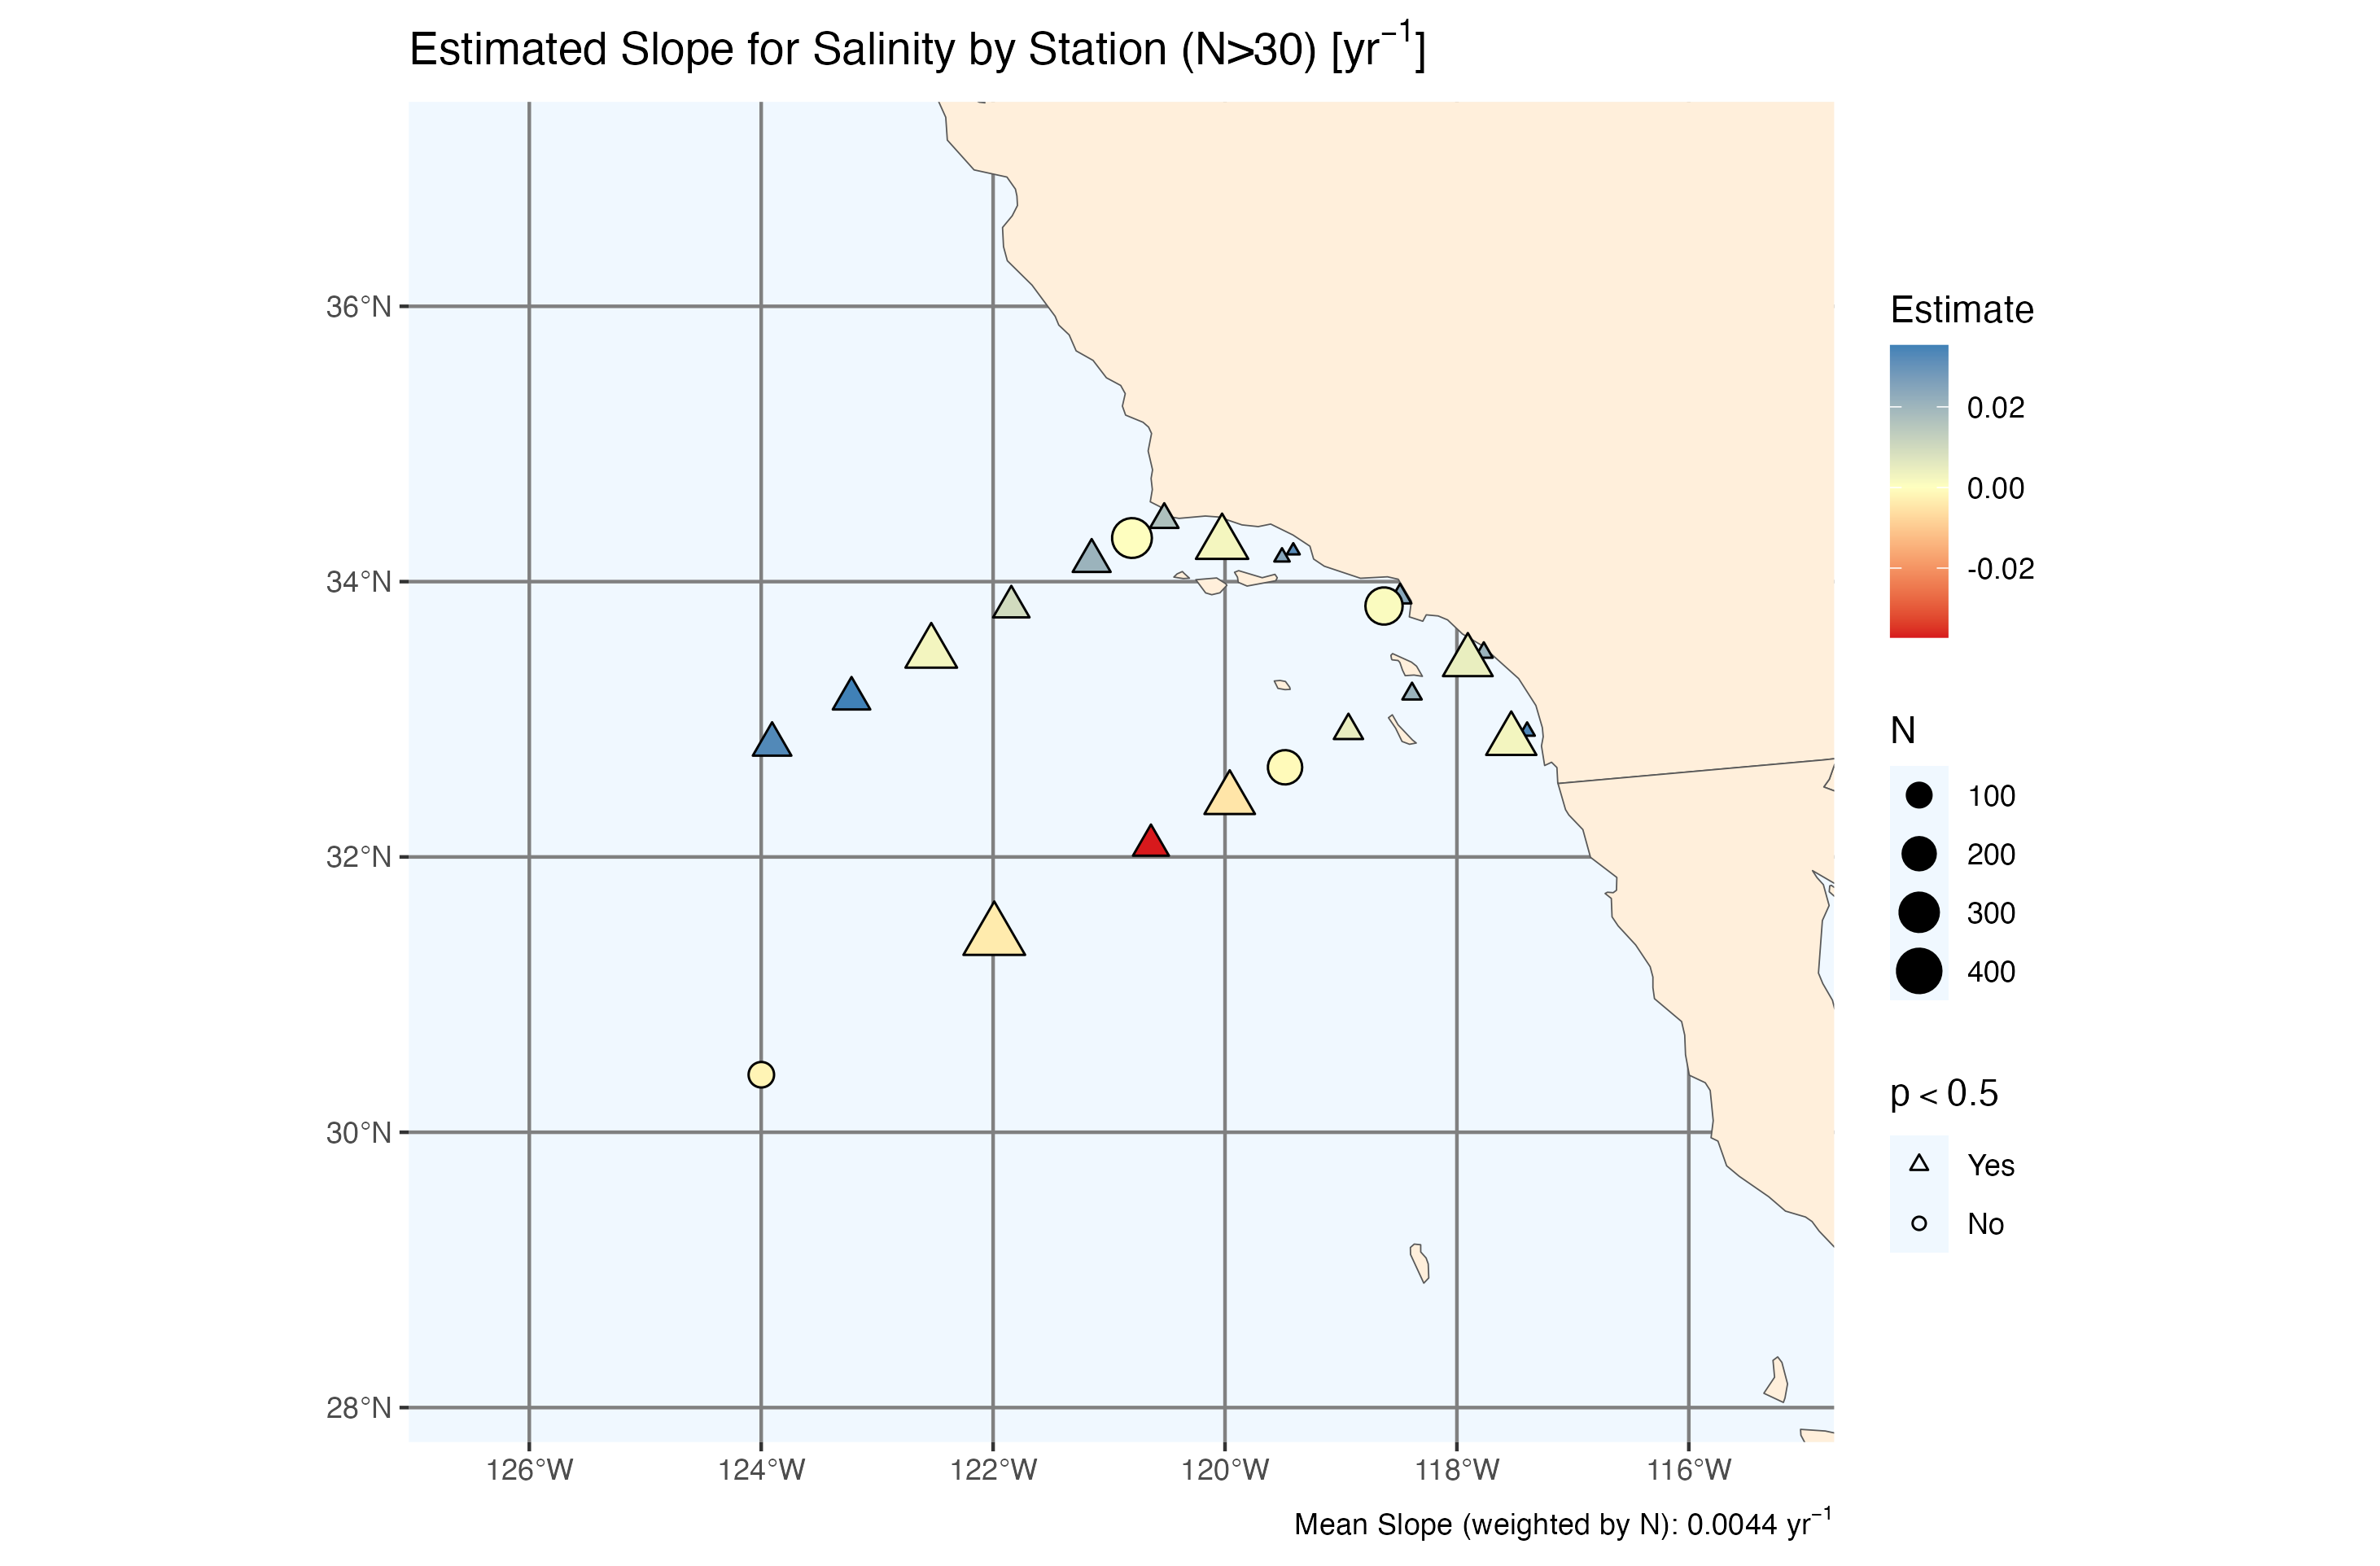 Estimated Slope for Salinity by Station (N>30) [yr⁻¹]
36°N
34°N
32°N
30°N
28°N
126°W
124°W
122°W
120°W
118°W
116°W
Estimate
0.02
0.00
-0.02
N
100
200
300
400
p < 0.5
Yes
No
Mean Slope (weighted by N): 0.0044 yr⁻¹